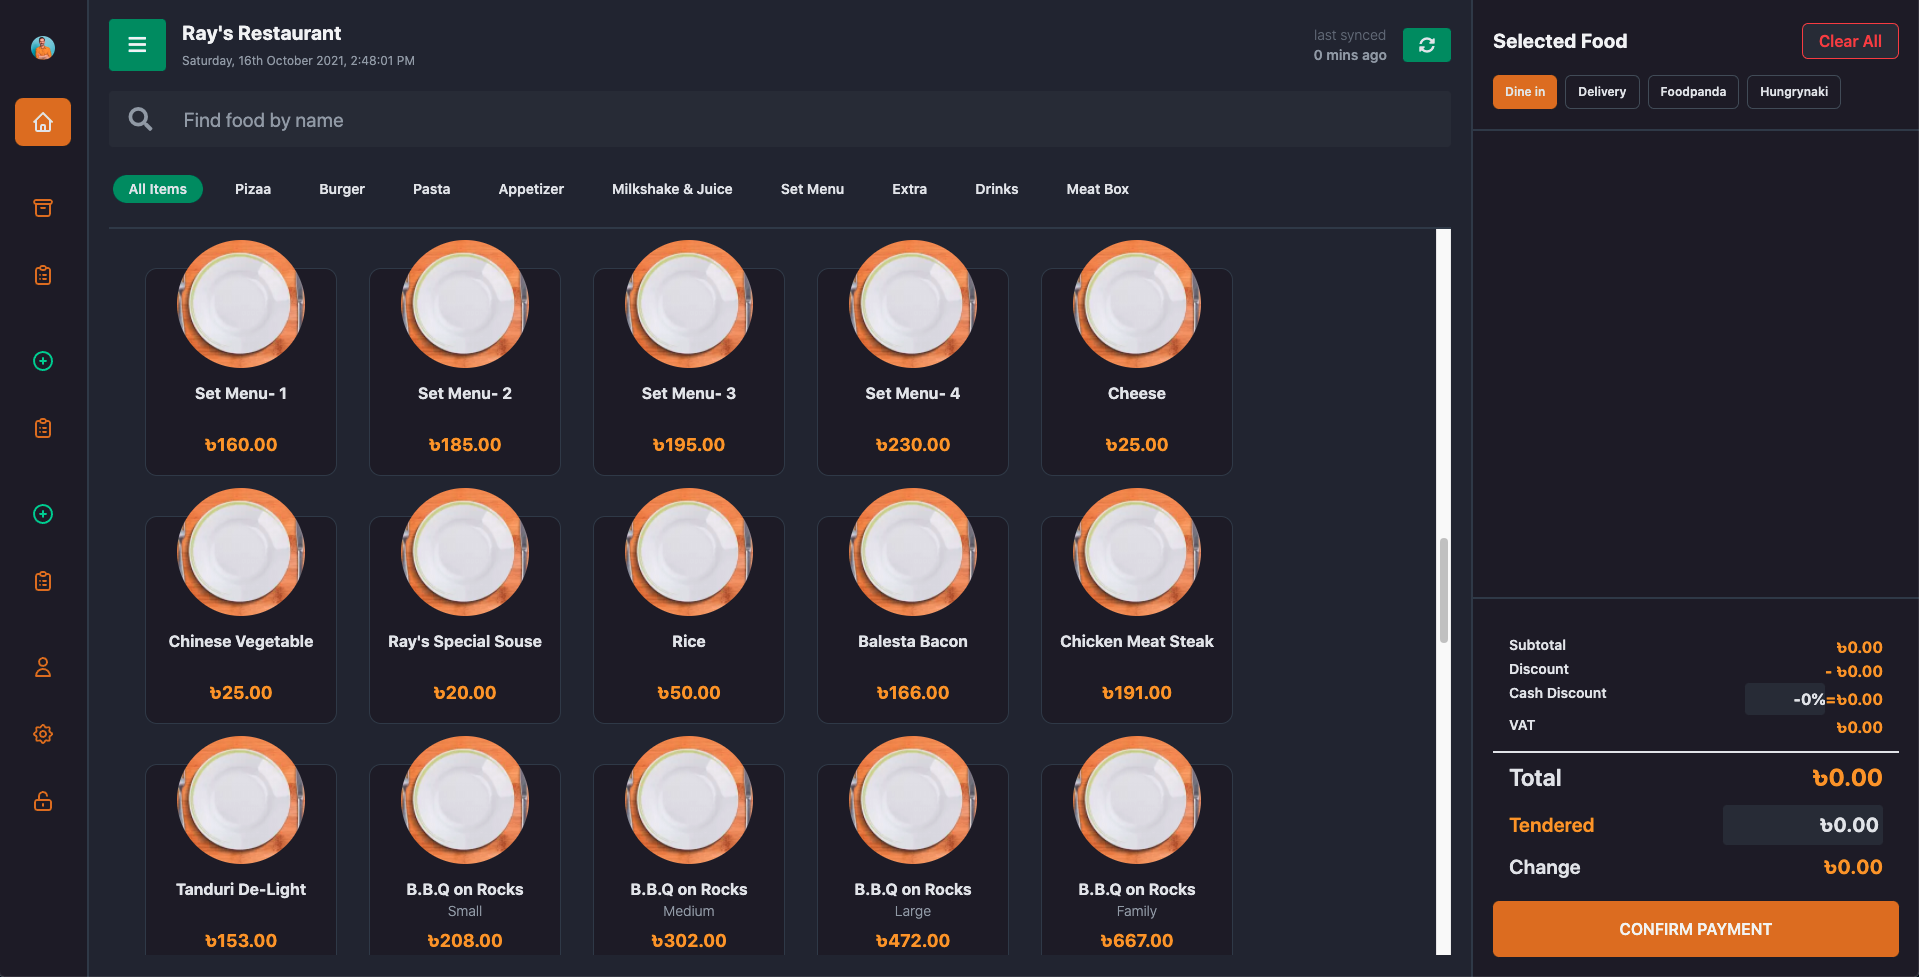 Ray's Restaurant
Saturday, 16th October 2021, 2:48:01 PM
last synced
0 mins ago
Find food by name
All Items
Pizaa
Burger
Pasta
Appetizer
Milkshake & Juice
Set Menu
Extra
Drinks
Meat Box
Set Menu- 1
৳160.00
Set Menu- 2
৳185.00
Set Menu- 3
৳195.00
Set Menu- 4
৳230.00
Cheese
৳25.00
Chinese Vegetable
৳25.00
Ray's Special Souse
৳20.00
Rice
৳50.00
Balesta Bacon
৳166.00
Chicken Meat Steak
৳191.00
Tanduri De-Light
৳153.00
B.B.Q on Rocks
Small
৳208.00
B.B.Q on Rocks
Medium
৳302.00
B.B.Q on Rocks
Large
৳472.00
B.B.Q on Rocks
Family
৳667.00
Selected Food
Clear All
Dine in
Delivery
Foodpanda
Hungrynaki
Subtotal ৳0.00
Discount - ৳0.00
Cash Discount -0%=৳0.00
VAT ৳0.00
Total ৳0.00
Tendered ৳0.00
Change ৳0.00
CONFIRM PAYMENT